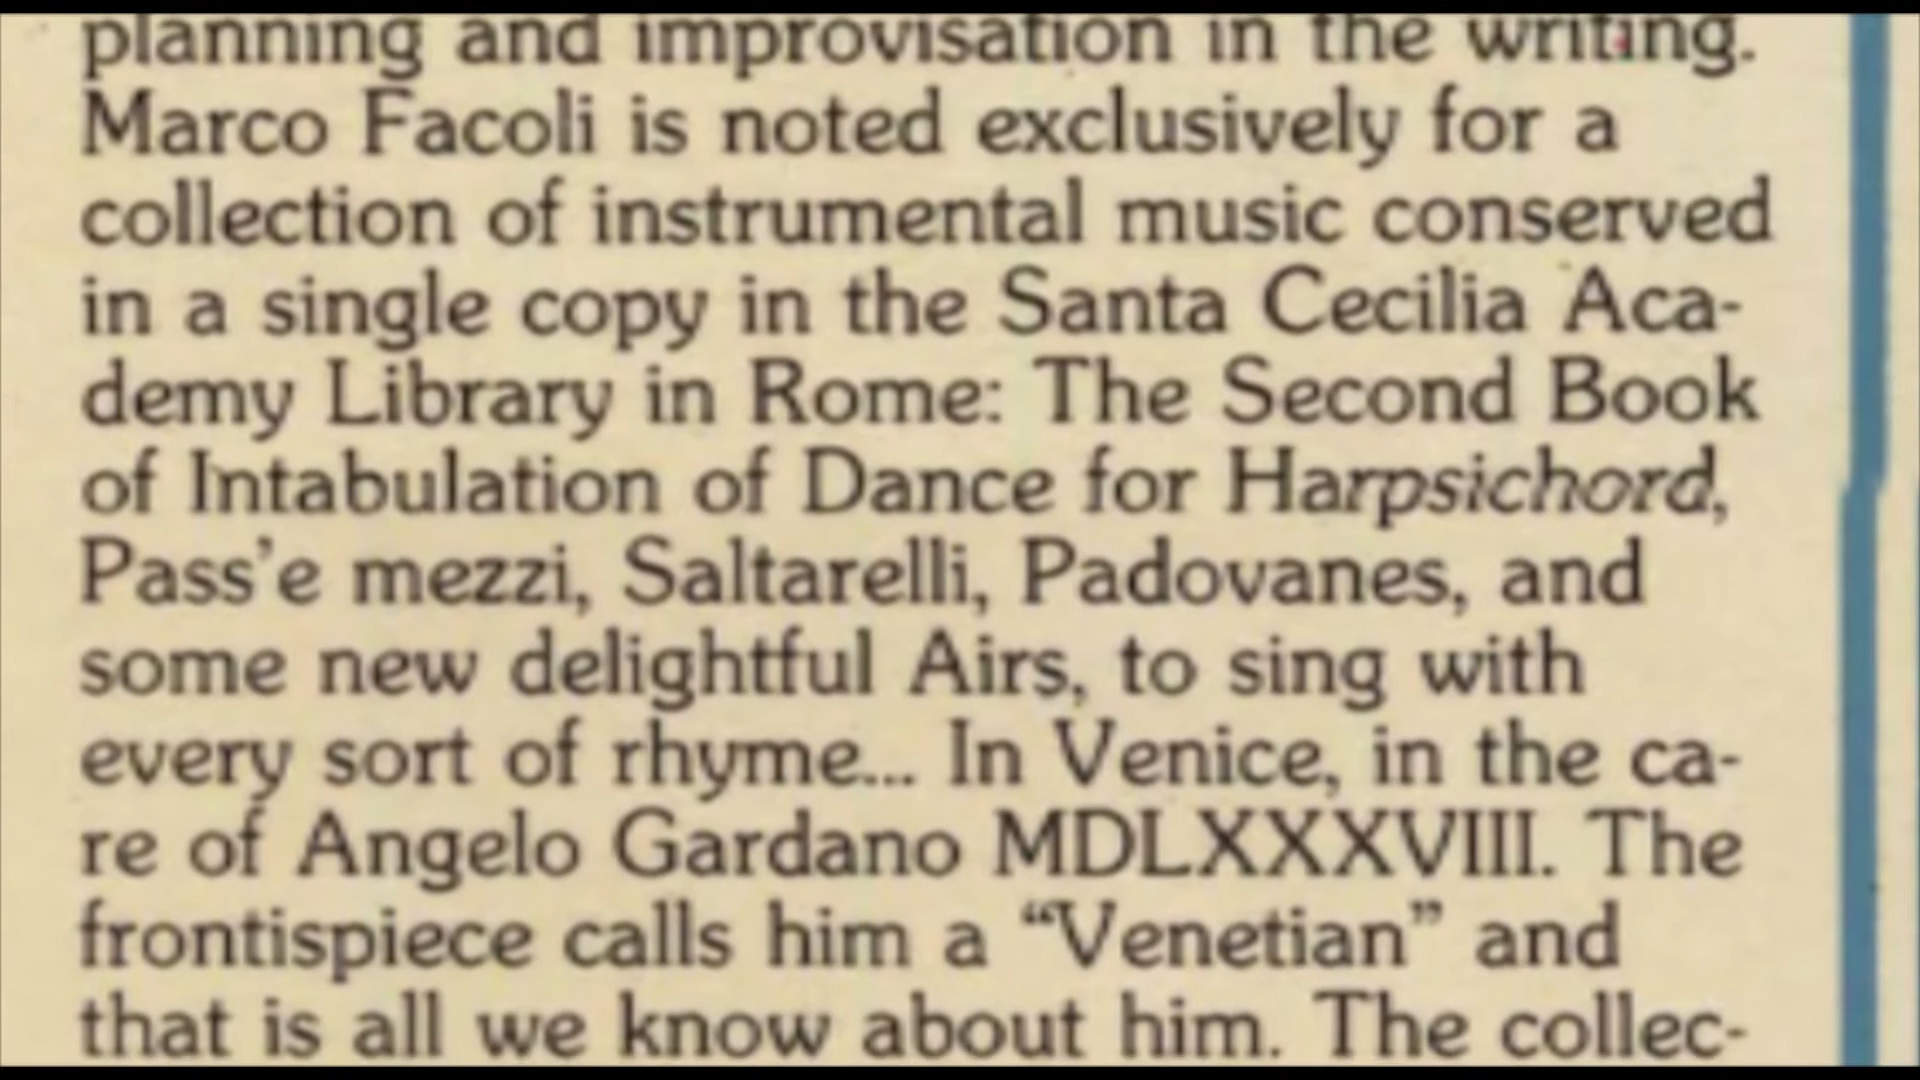 planning and improvisation in the writing.
Marco Facoli is noted exclusively for a
collection of instrumental music conserved
in a single copy in the Santa Cecilia Aca-
demy Library in Rome: The Second Book
of Intabulation of Dance for Harpsichord,
Pass'e mezzi, Saltarelli, Padovanes, and
some new delightful Airs, to sing with
every sort of rhyme... In Venice, in the ca-
re of Angelo Gardano MDLXXXVIII. The
frontispiece calls him a “Venetian” and
that is all we know about him. The collec-